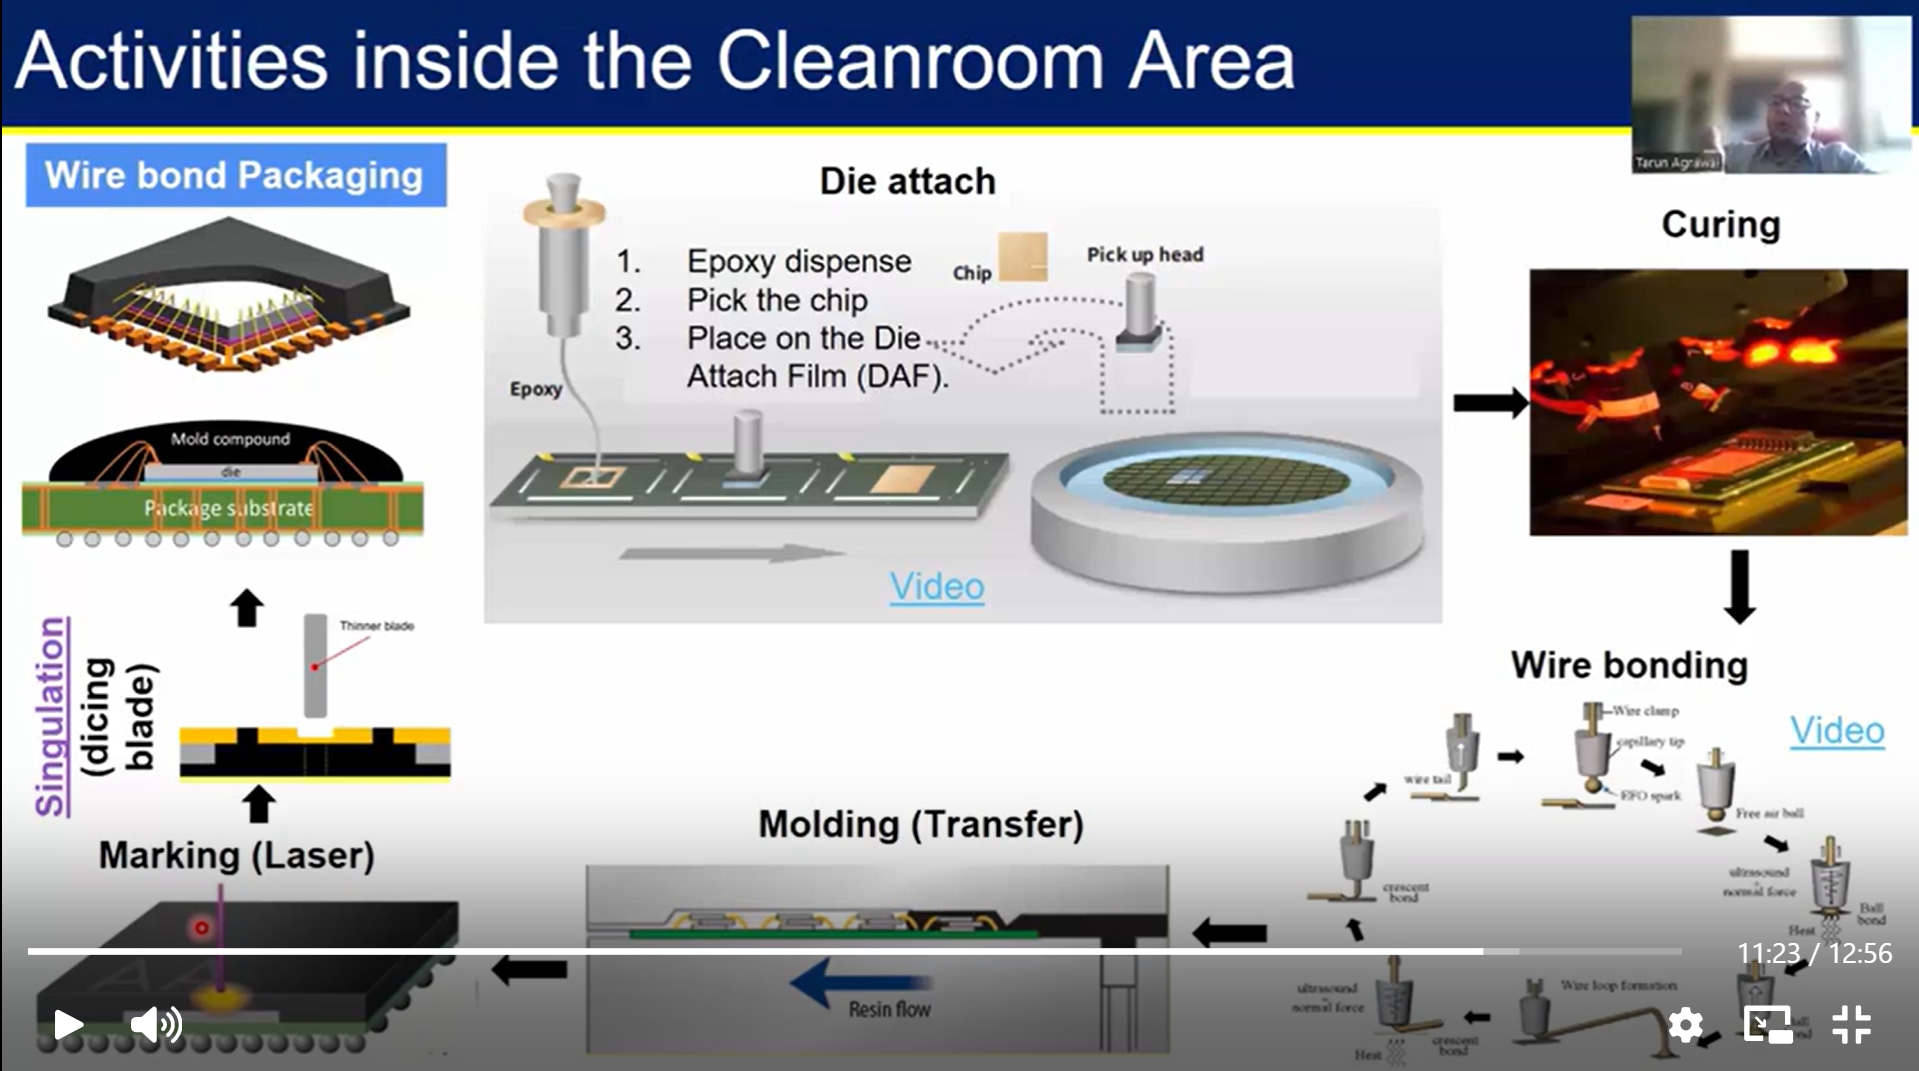 Activities inside the Cleanroom Area
Tarun Agrawal
Wire bond Packaging
Mold compound
die
Package substrate
Die attach
1. Epoxy dispense
2. Pick the chip
3. Place on the Die
Attach Film (DAF).
Chip
Pick up head
Epoxy
Video
Curing
Wire bonding
Video
Wire clamp
capillary tip
EFO spark
wire tail
Free air ball
ultrasound
normal force
Ball
bond
Heat
crescent
bond
Wire loop formation
ultrasound
normal force
crescent
bond
Heat
Molding (Transfer)
Resin flow
Marking (Laser)
Singulation
(dicing
blade)
Thinner blade
11:23 / 12:56